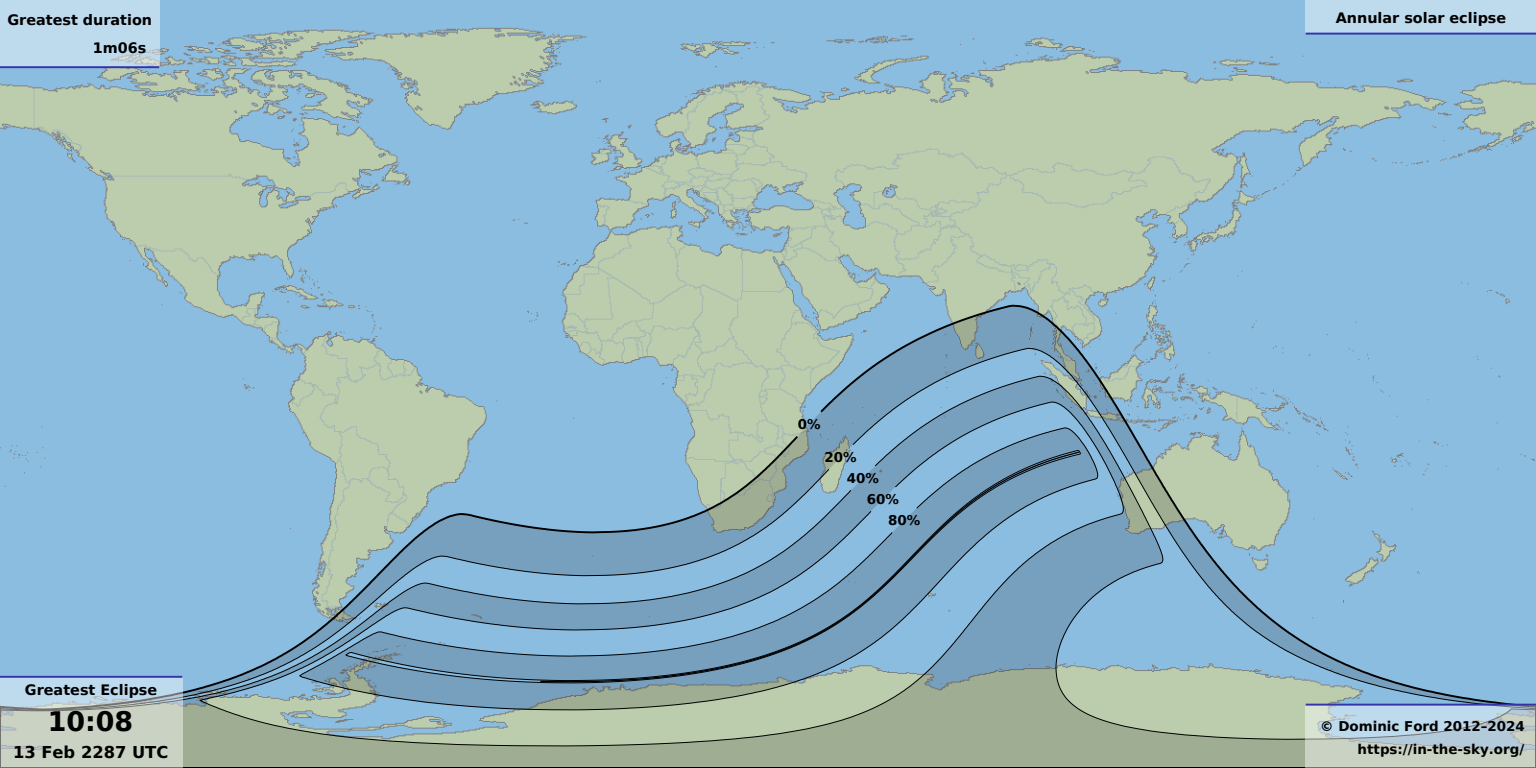 Greatest duration
1m06s
Annular solar eclipse
0%
20%
40%
60%
80%
Greatest Eclipse
10:08
13 Feb 2287 UTC
© Dominic Ford 2012–2024
https://in-the-sky.org/